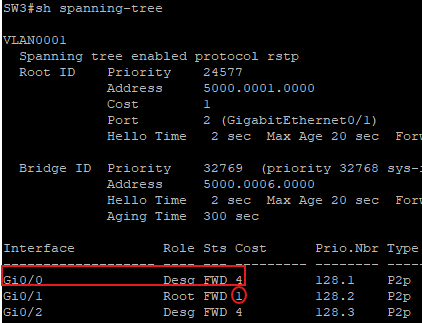 SW3#sh spanning-tree
VLAN0001
Spanning tree enabled protocol rstp
Root ID Priority 24577
Address 5000.0001.0000
Cost 1
Port 2 (GigabitEthernet0/1)
Hello Time 2 sec Max Age 20 sec Forw
Bridge ID Priority 32769 (priority 32768 sys-i
Address 5000.0006.0000
Hello Time 2 sec Max Age 20 sec Forw
Aging Time 300 sec
Interface Role Sts Cost Prio.Nbr Type
------------------- ---- --- --------- -------- ----
Gi0/0 Desg FWD 4 128.1 P2p
Gi0/1 Root FWD 1 128.2 P2p
Gi0/2 Desg FWD 4 128.3 P2p